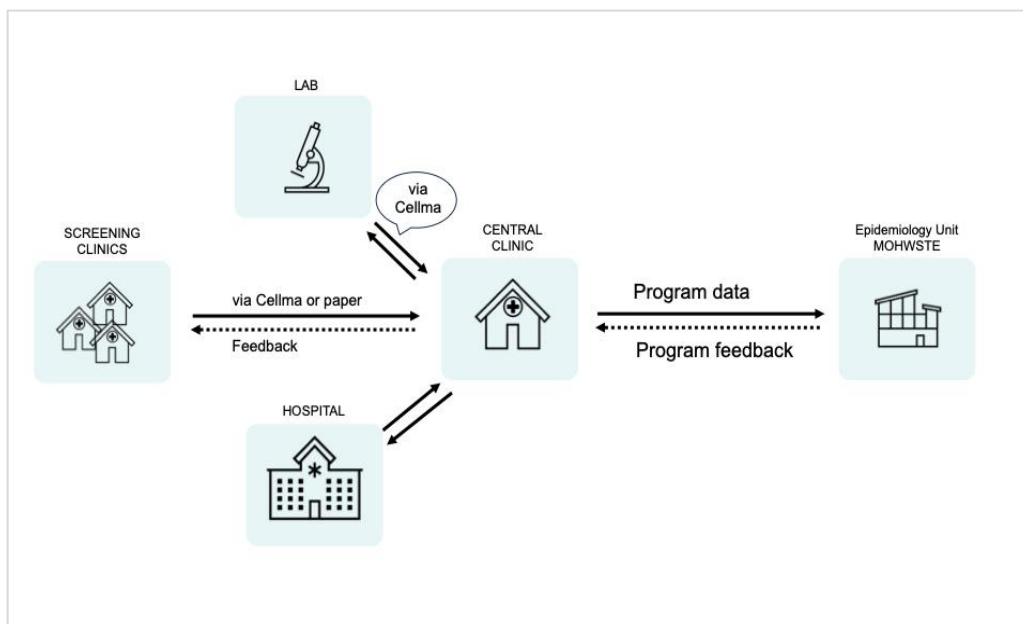 LAB
via
Cellma
SCREENING
CLINICS
CENTRAL
CLINIC
Epidemiology Unit
MOHWSTE
via Cellma or paper
Feedback
Program data
Program feedback
HOSPITAL